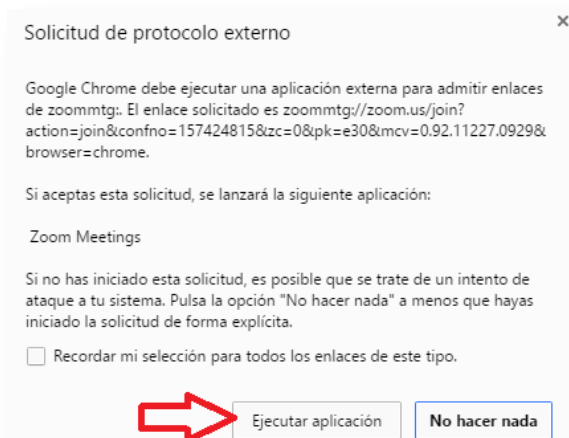 Solicitud de protocolo externo
Google Chrome debe ejecutar una aplicación externa para admitir enlaces
de zoommtg:. El enlace solicitado es zoommtg://zoom.us/join?
action=join&confno=157424815&zc=0&pk=e30&mcv=0.92.11227.0929&
browser=chrome.
Si aceptas esta solicitud, se lanzará la siguiente aplicación:
Zoom Meetings
Si no has iniciado esta solicitud, es posible que se trate de un intento de
ataque a tu sistema. Pulsa la opción "No hacer nada" a menos que hayas
iniciado la solicitud de forma explícita.
Recordar mi selección para todos los enlaces de este tipo.
Ejecutar aplicación No hacer nada